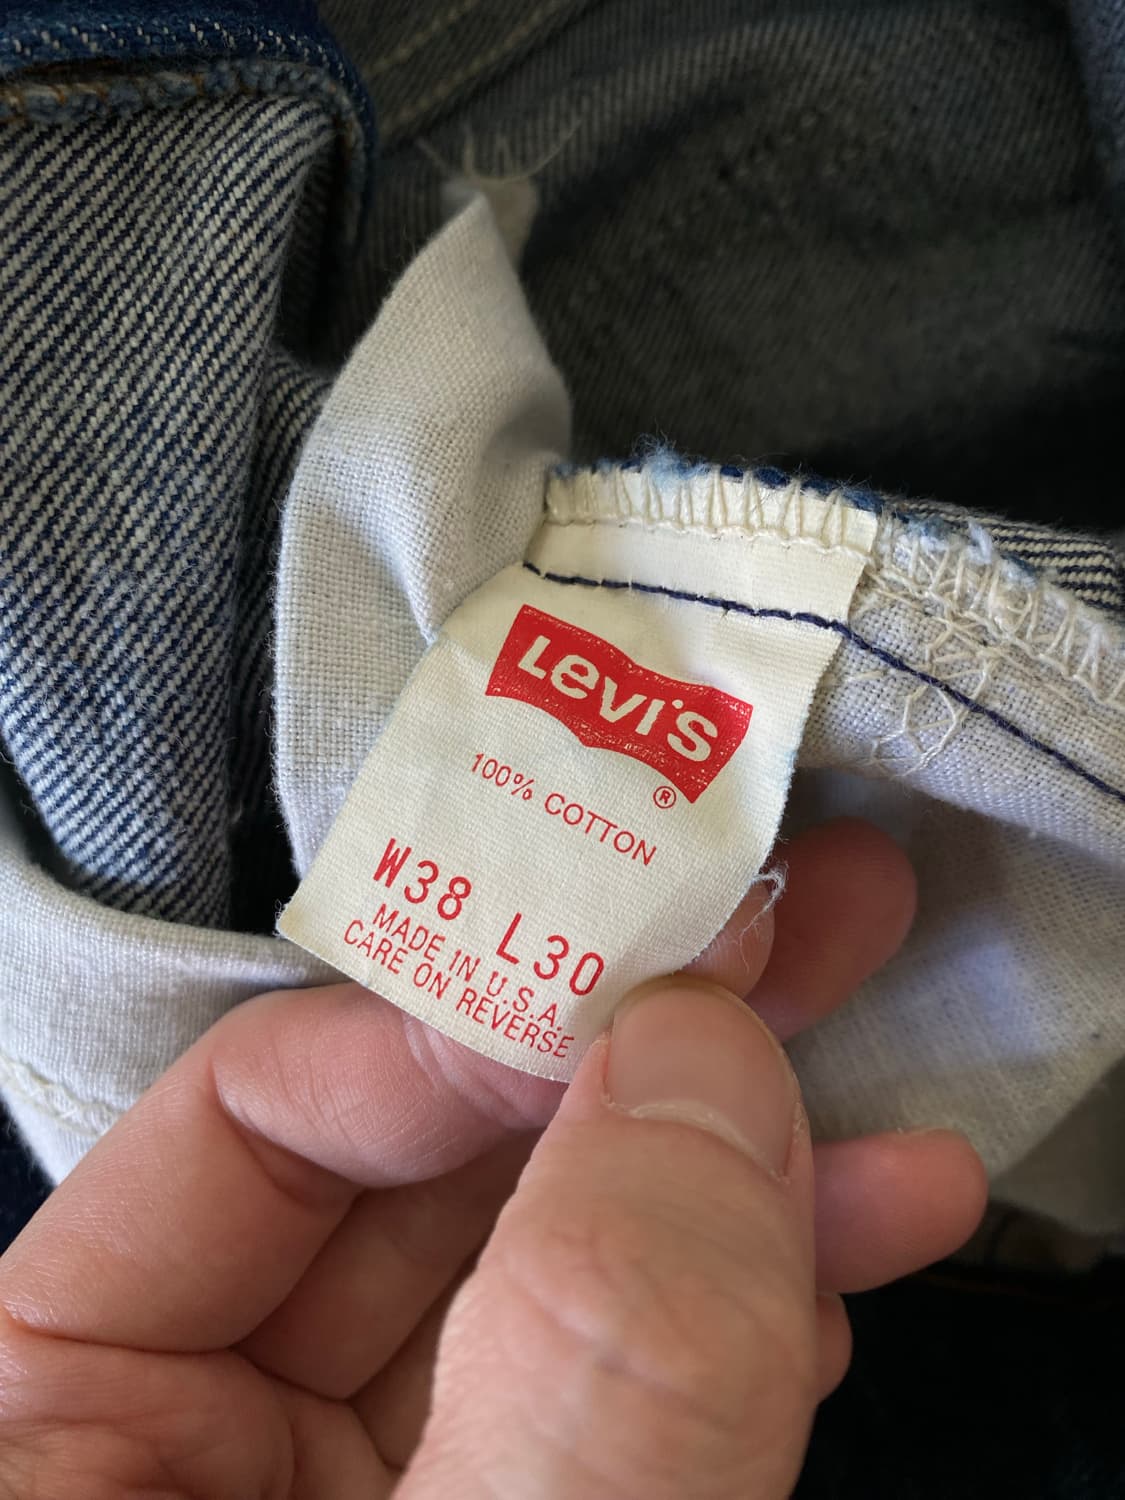 Levi's
®
100% COTTON
W38 L30
MADE IN U.S.A.
CARE ON REVERSE